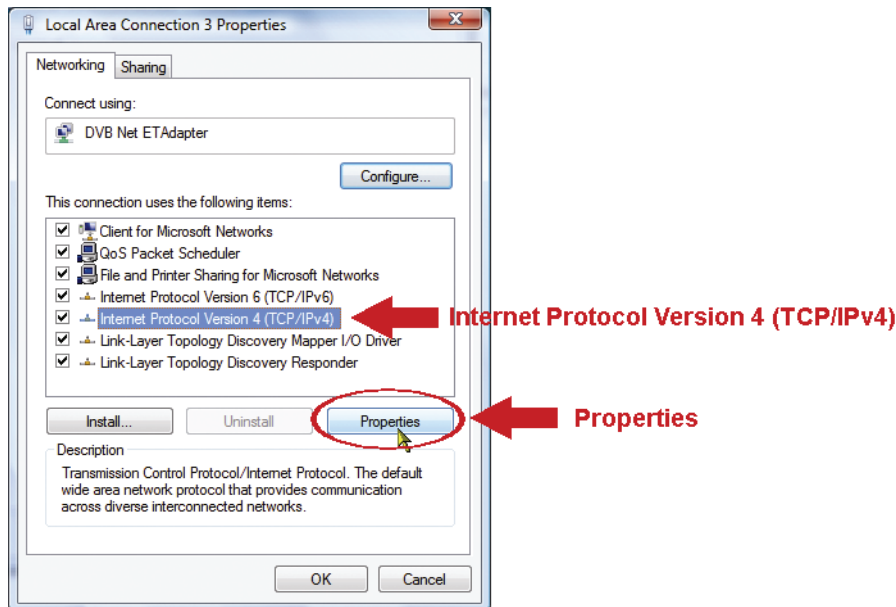 Local Area Connection 3 Properties
Networking
Sharing
Connect using:
DVB Net ETAdapter
Configure...
This connection uses the following items:
Client for Microsoft Networks
QoS Packet Scheduler
File and Printer Sharing for Microsoft Networks
Internet Protocol Version 6 (TCP/IPv6)
Internet Protocol Version 4 (TCP/IPv4)
Internet Protocol Version 4 (TCP/IPv4)
Link-Layer Topology Discovery Mapper I/O Driver
Link-Layer Topology Discovery Responder
Install...
Uninstall
Properties
Properties
Description
Transmission Control Protocol/Internet Protocol. The default
wide area network protocol that provides communication
across diverse interconnected networks.
OK
Cancel